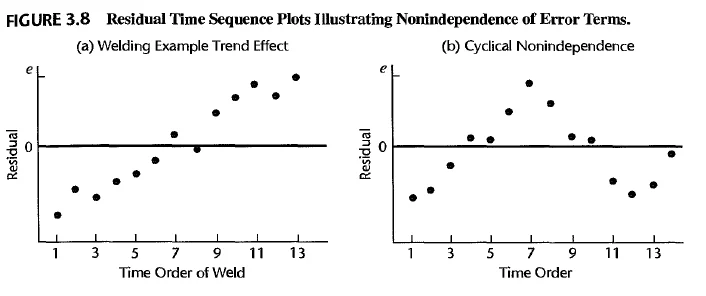 FIGURE 3.8 Residual Time Sequence Plots Illustrating Nonindependence of Error Terms.
(a) Welding Example Trend Effect
e
Residual
0
1 3 5 7 9 11 13
Time Order of Weld
(b) Cyclical Nonindependence
e
Residual
0
1 3 5 7 9 11 13
Time Order